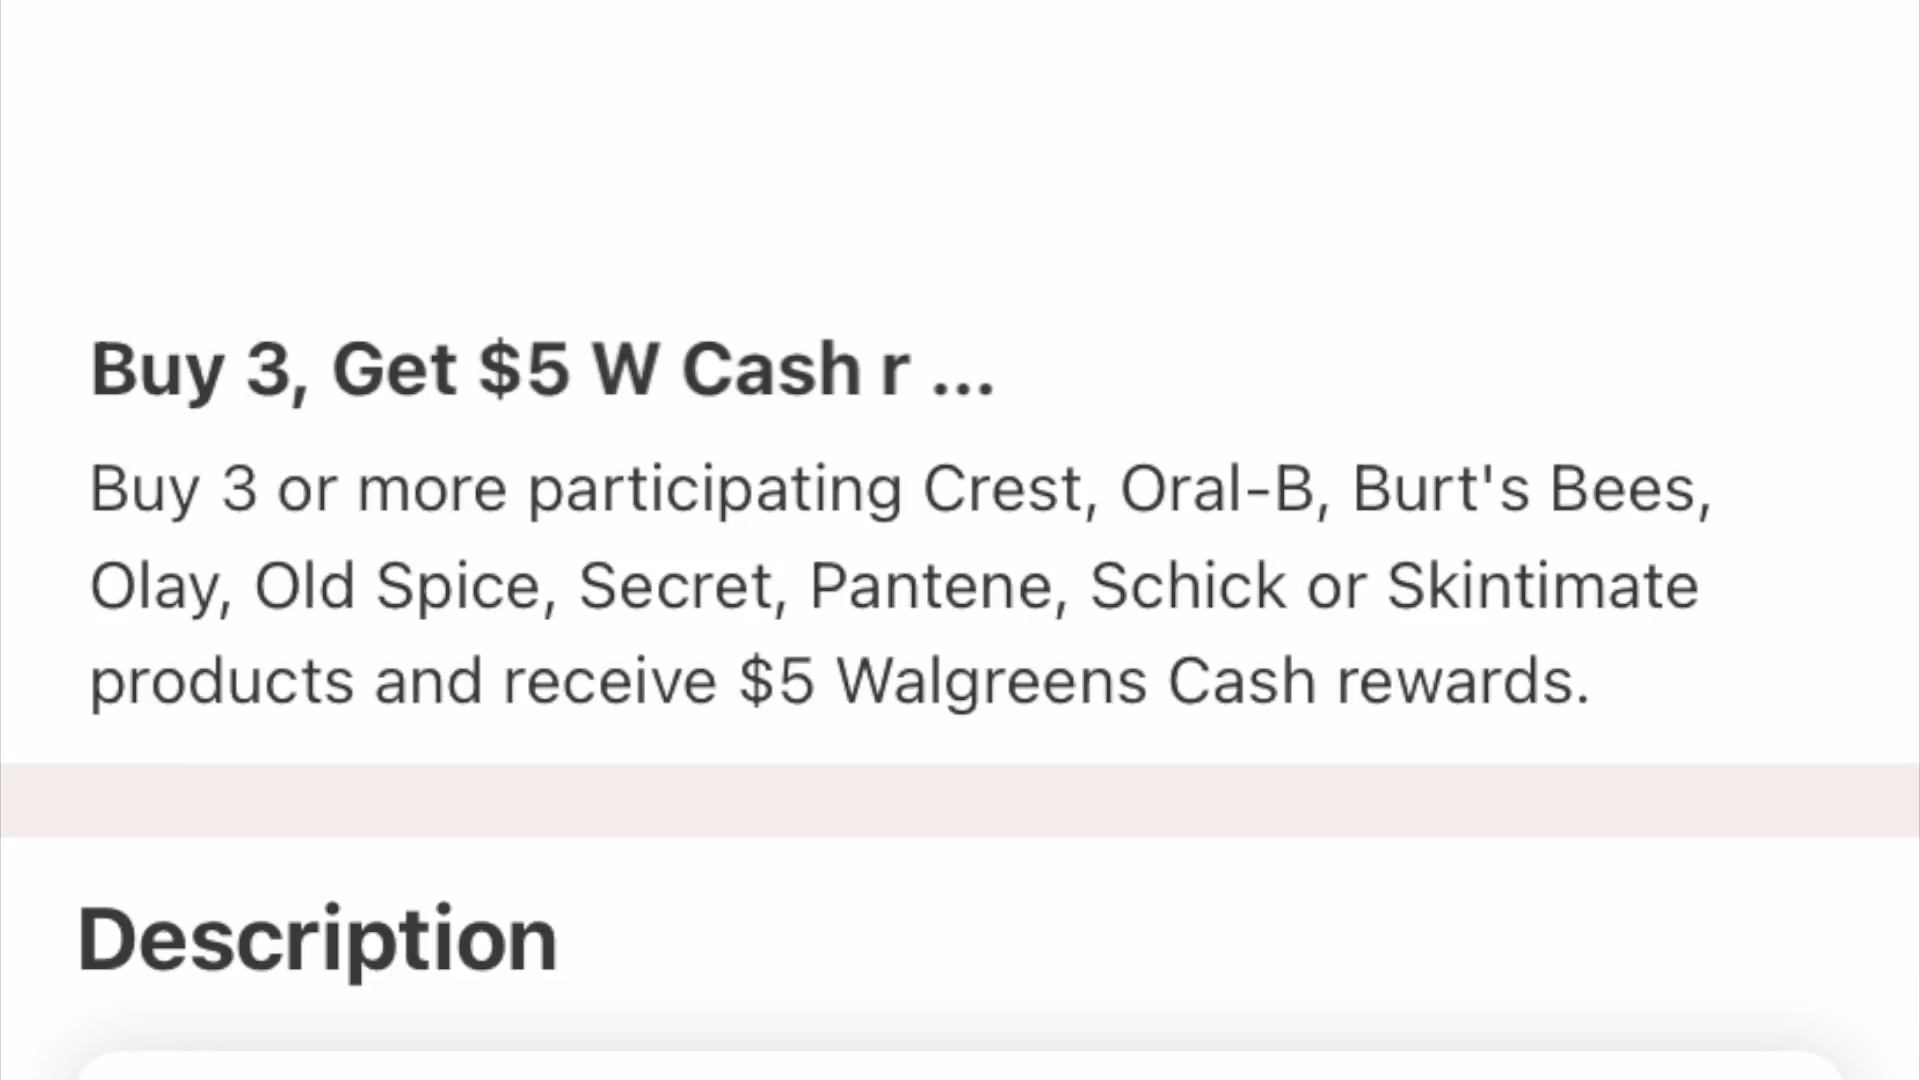 Buy 3, Get $5 W Cash r ...
Buy 3 or more participating Crest, Oral-B, Burt's Bees,
Olay, Old Spice, Secret, Pantene, Schick or Skintimate
products and receive $5 Walgreens Cash rewards.
Description